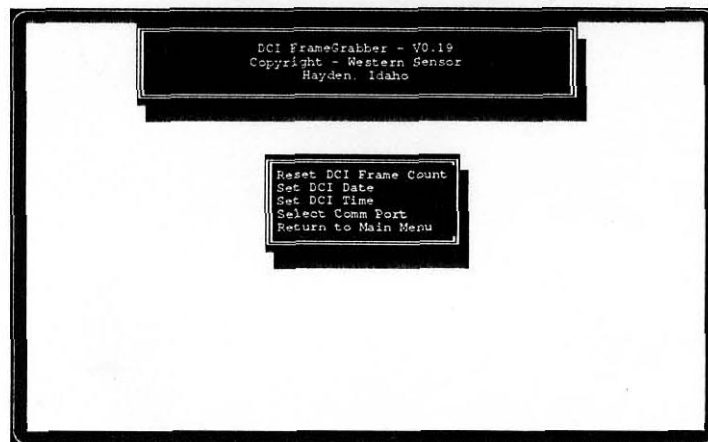 DCI FrameGrabber - V0.19
Copyright - Western Sensor
Hayden, Idaho
Reset DCI Frame Count
Set DCI Date
Set DCI Time
Select Comm Port
Return to Main Menu